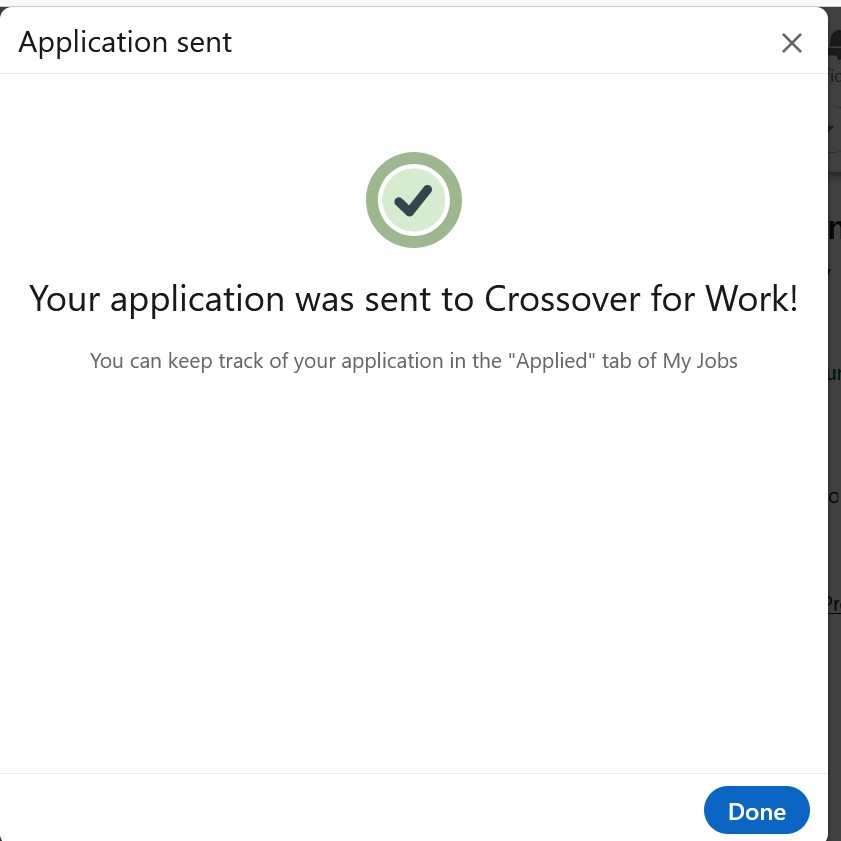 Application sent
Your application was sent to Crossover for Work!
You can keep track of your application in the "Applied" tab of My Jobs
Done